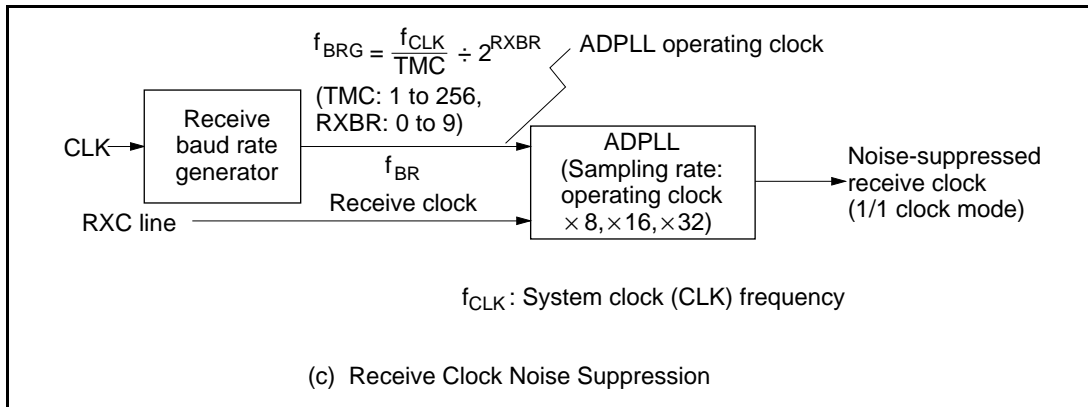 f_BRG = f_CLK / TMC ÷ 2^RXBR
ADPLL operating clock
(TMC: 1 to 256,
RXBR: 0 to 9)
CLK
Receive
baud rate
generator
f_BR
Receive clock
RXC line
ADPLL
(Sampling rate:
operating clock
× 8, × 16, × 32)
Noise-suppressed
receive clock
(1/1 clock mode)
f_CLK : System clock (CLK) frequency
(c) Receive Clock Noise Suppression